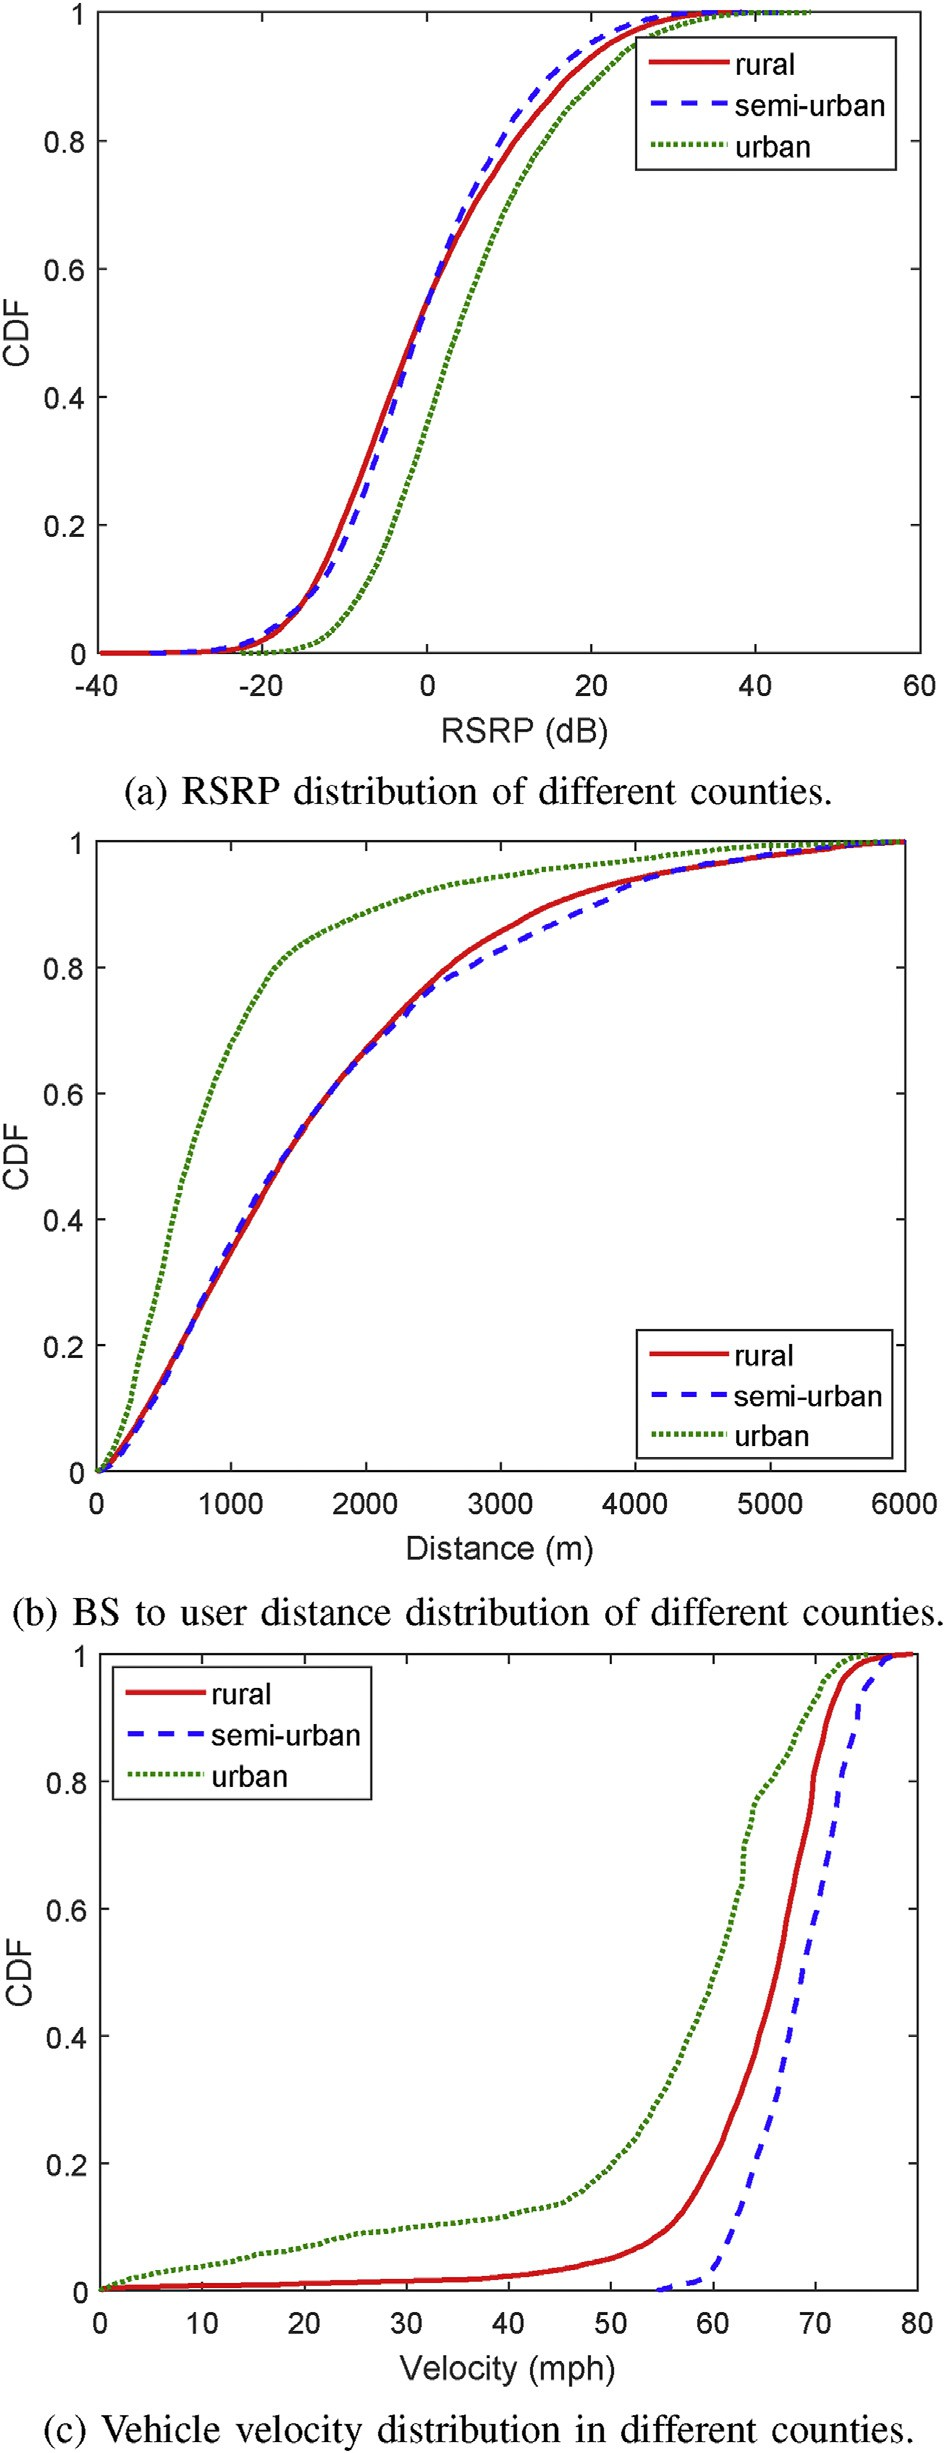 1
0.8
0.6
0.4
0.2
0
CDF
rural
semi-urban
urban
-40 -20 0 20 40 60
RSRP (dB)
(a) RSRP distribution of different counties.
1
0.8
0.6
0.4
0.2
0
CDF
rural
semi-urban
urban
0 1000 2000 3000 4000 5000 6000
Distance (m)
(b) BS to user distance distribution of different counties.
1
0.8
0.6
0.4
0.2
0
CDF
rural
semi-urban
urban
0 10 20 30 40 50 60 70 80
Velocity (mph)
(c) Vehicle velocity distribution in different counties.